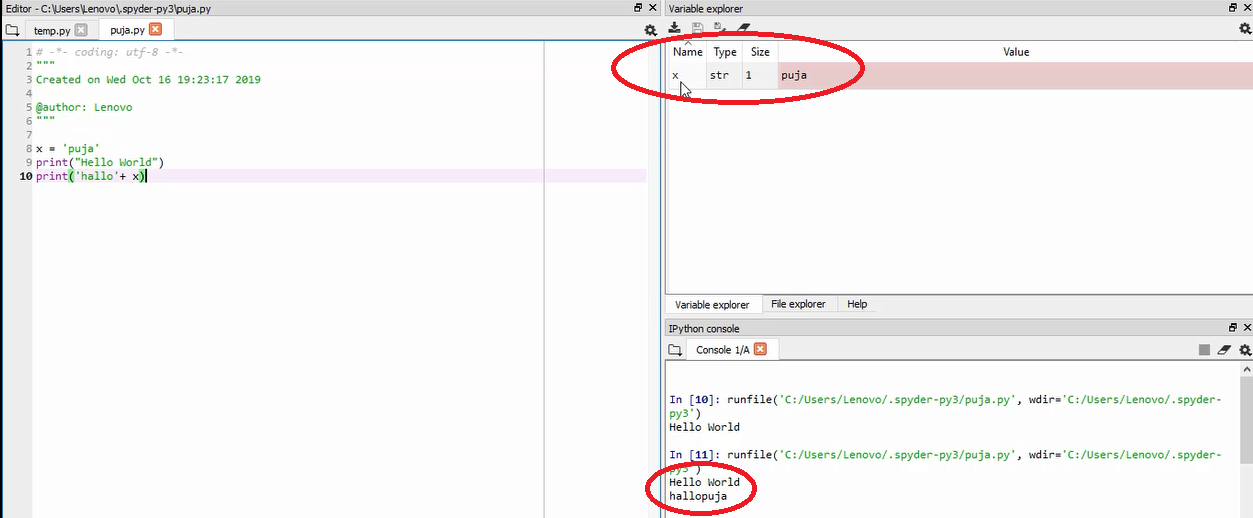 Editor - C:\Users\Lenovo\.spyder-py3\puja.py
temp.py
puja.py
1 # -*- coding: utf-8 -*-
2 """
3 Created on Wed Oct 16 19:23:17 2019
4
5 @author: Lenovo
6 """
7
8 x = 'puja'
9 print("Hello World")
10 print('hallo'+ x)
Variable explorer
Name Type Size Value
x str 1 puja
Variable explorer File explorer Help
IPython console
Console 1/A
In [10]: runfile('C:/Users/Lenovo/.spyder-py3/puja.py', wdir='C:/Users/Lenovo/.spyder-
py3')
Hello World
In [11]: runfile('C:/Users/Lenovo/.spyder-py3/puja.py', wdir='C:/Users/Lenovo/.spyder-
py3')
Hello World
hallopuja